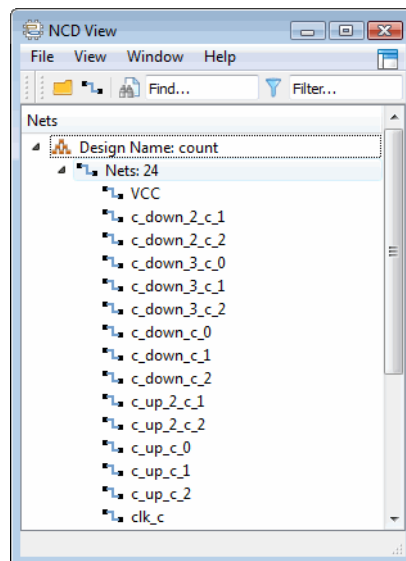 NCD View
File View Window Help
Find... Filter...
Nets
Design Name: count
Nets: 24
VCC
c_down_2_c_1
c_down_2_c_2
c_down_3_c_0
c_down_3_c_1
c_down_3_c_2
c_down_c_0
c_down_c_1
c_down_c_2
c_up_2_c_1
c_up_2_c_2
c_up_c_0
c_up_c_1
c_up_c_2
clk_c